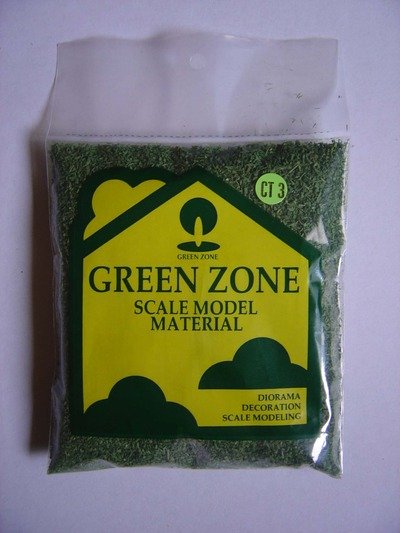 CT 3
GREEN ZONE
GREEN ZONE
SCALE MODEL
MATERIAL
DIORAMA
DECORATION
SCALE MODELING